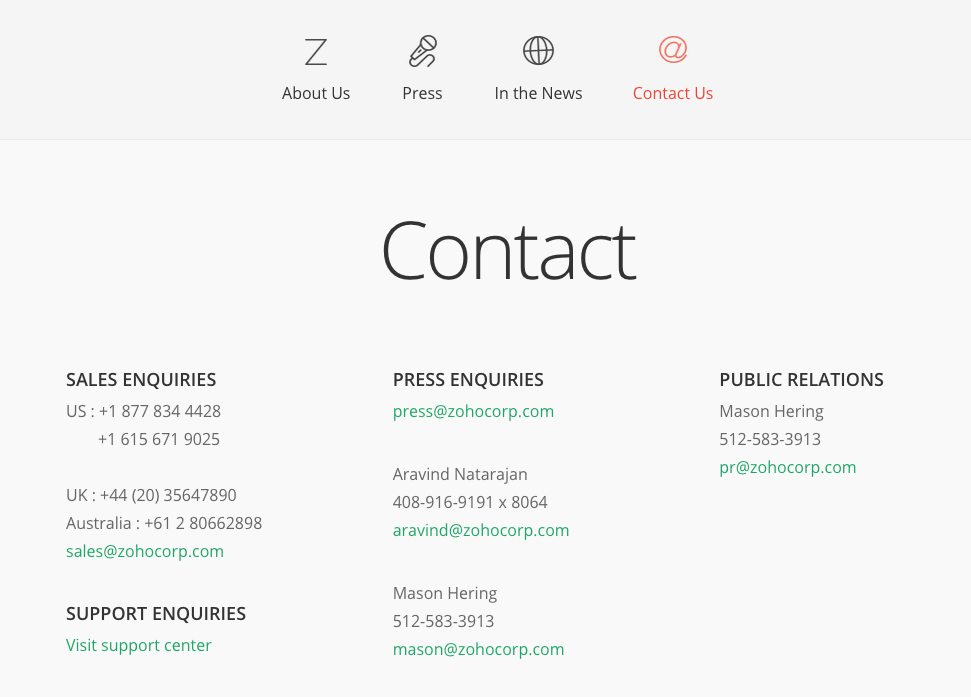 About Us
Press
In the News
Contact Us
Contact
SALES ENQUIRIES
US : +1 877 834 4428
+1 615 671 9025
UK : +44 (20) 35647890
Australia : +61 2 80662898
sales@zohocorp.com
SUPPORT ENQUIRIES
Visit support center
PRESS ENQUIRIES
press@zohocorp.com
Aravind Natarajan
408-916-9191 x 8064
aravind@zohocorp.com
Mason Hering
512-583-3913
mason@zohocorp.com
PUBLIC RELATIONS
Mason Hering
512-583-3913
pr@zohocorp.com